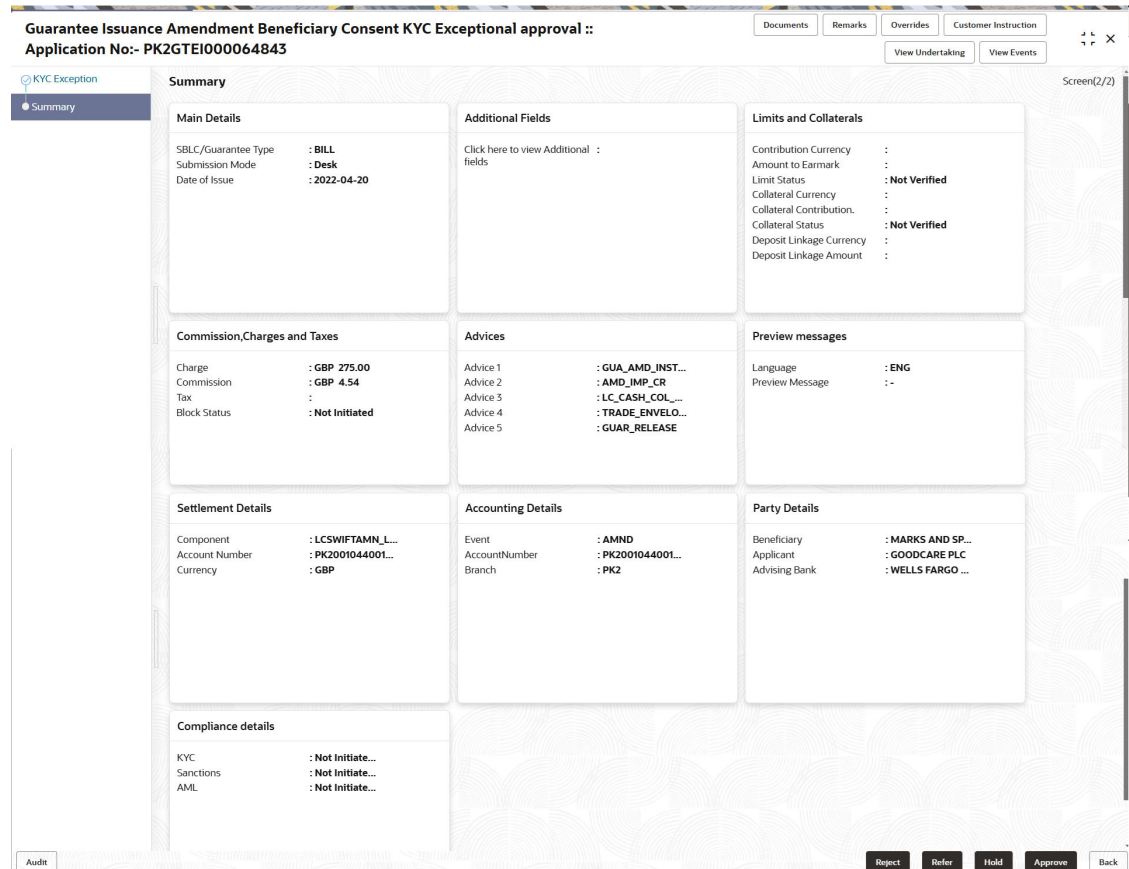 Guarantee Issuance Amendment Beneficiary Consent KYC Exceptional approval ::
Application No:- PK2GTEI000064843
Documents
Remarks
Overrides
Customer Instruction
View Undertaking
View Events
KYC Exception
Summary
Summary
Screen(2/2)
Main Details
SBLC/Guarantee Type : BILL
Submission Mode : Desk
Date of Issue : 2022-04-20
Additional Fields
Click here to view Additional :
fields
Limits and Collaterals
Contribution Currency :
Amount to Earmark :
Limit Status : Not Verified
Collateral Currency :
Collateral Contribution. :
Collateral Status : Not Verified
Deposit Linkage Currency :
Deposit Linkage Amount :
Commission,Charges and Taxes
Charge : GBP 275.00
Commission : GBP 4.54
Tax :
Block Status : Not Initiated
Advices
Advice 1 : GUA_AMD_INST...
Advice 2 : AMD_IMP_CR
Advice 3 : LC_CASH_COL_...
Advice 4 : TRADE_ENVELO...
Advice 5 : GUAR_RELEASE
Preview messages
Language : ENG
Preview Message : -
Settlement Details
Component : LCSWIFTAMN_L...
Account Number : PK2001044001...
Currency : GBP
Accounting Details
Event : AMND
AccountNumber : PK2001044001...
Branch : PK2
Party Details
Beneficiary : MARKS AND SP...
Applicant : GOODCARE PLC
Advising Bank : WELLS FARGO ...
Compliance details
KYC : Not Initiate...
Sanctions : Not Initiate...
AML : Not Initiate...
Audit
Reject
Refer
Hold
Approve
Back